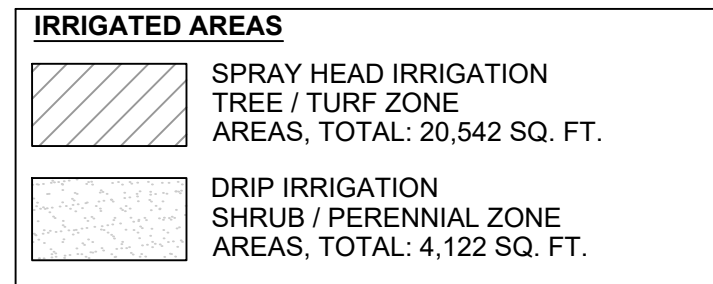 IRRIGATED AREAS
SPRAY HEAD IRRIGATION
TREE / TURF ZONE
AREAS, TOTAL: 20,542 SQ. FT.
DRIP IRRIGATION
SHRUB / PERENNIAL ZONE
AREAS, TOTAL: 4,122 SQ. FT.